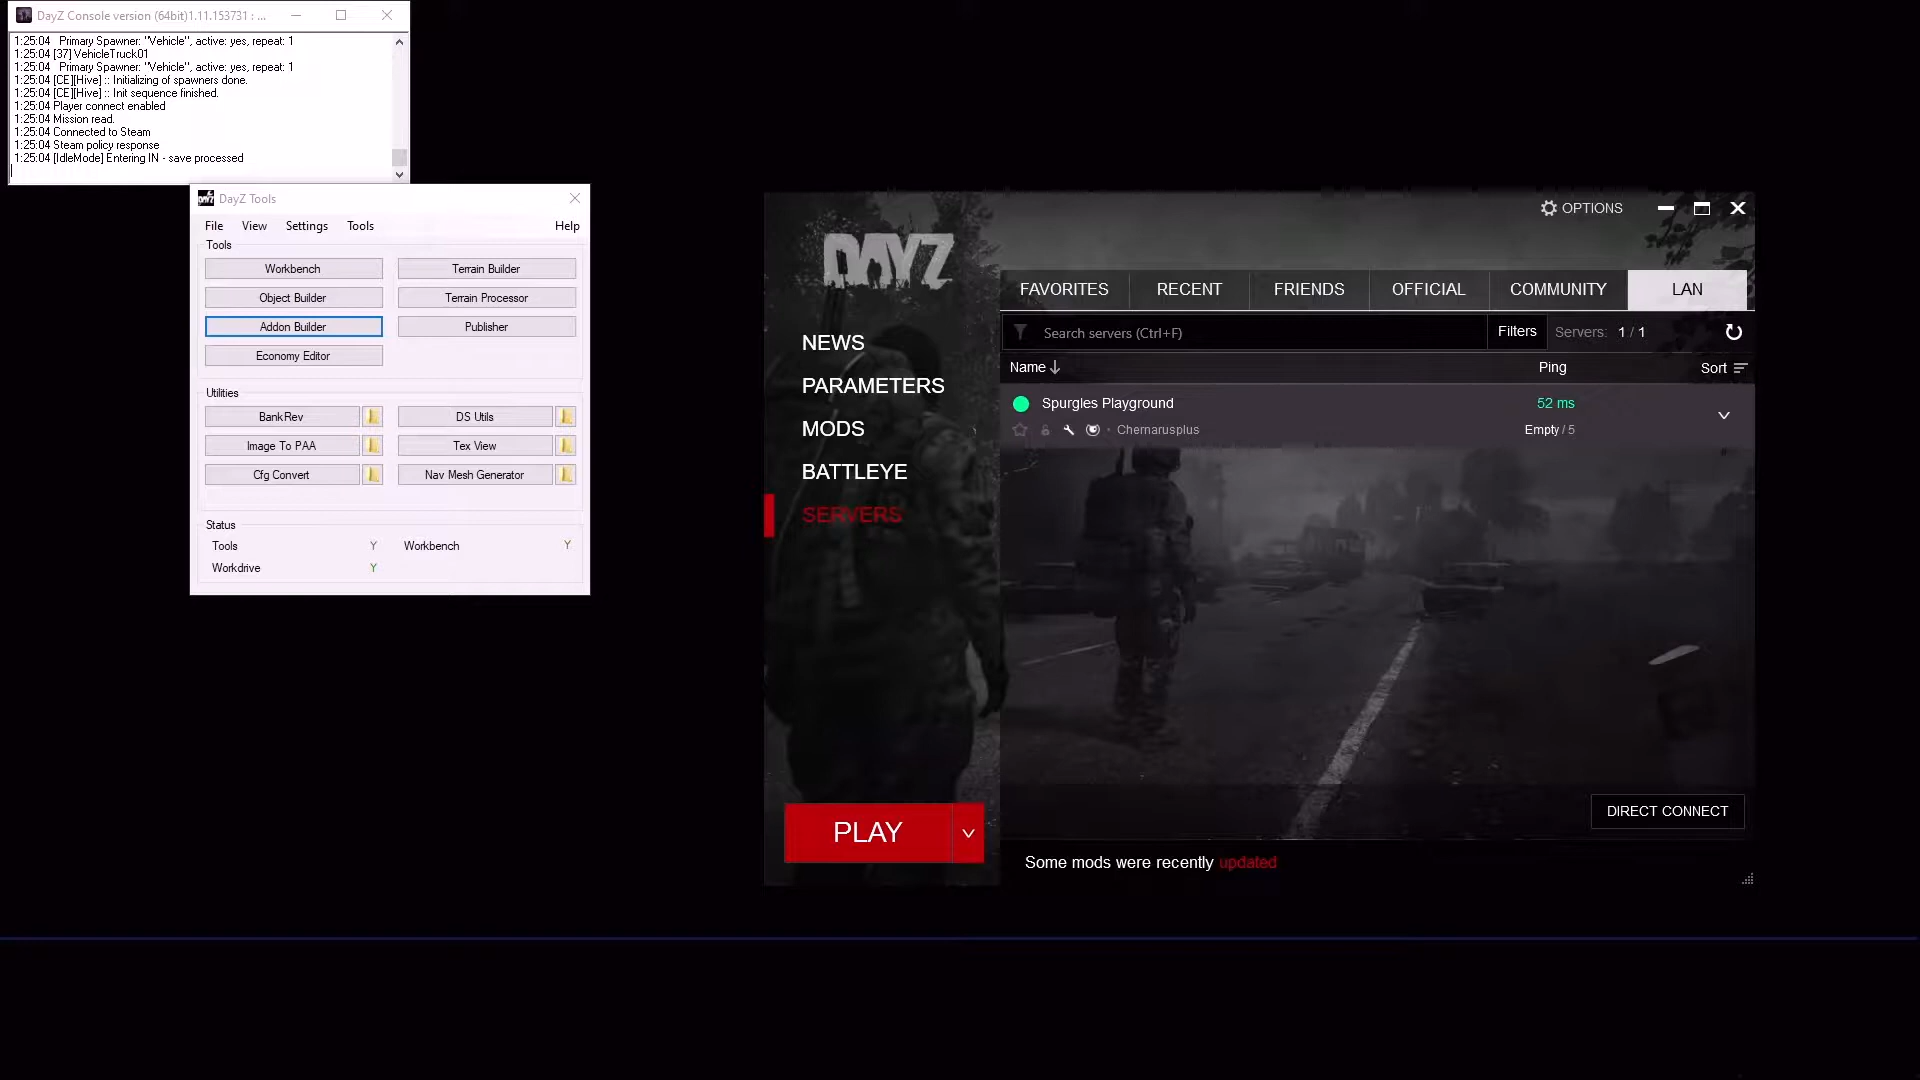 DayZ Console version (64bit)1.11.153731 : ...
1:25:04 Primary Spawner: "Vehicle", active: yes, repeat: 1
1:25:04 [37] VehicleTruck01
1:25:04 Primary Spawner: "Vehicle", active: yes, repeat: 1
1:25:04 [CE][Hive] :: Initializing of spawners done.
1:25:04 [CE][Hive] :: Init sequence finished.
1:25:04 Player connect enabled
1:25:04 Mission read.
1:25:04 Connected to Steam
1:25:04 Steam policy response
1:25:04 [IdleMode] Entering IN - save processed
DAYZ DayZ Tools
File View Settings Tools Help
Tools
Workbench Terrain Builder
Object Builder Terrain Processor
Addon Builder Publisher
Economy Editor
Utilities
BankRev DS Utils
Image To PAA Tex View
Cfg Convert Nav Mesh Generator
Status
Tools Y Workbench Y
Workdrive Y
OPTIONS
DAYZ
NEWS
PARAMETERS
MODS
BATTLEYE
SERVERS
PLAY
FAVORITES RECENT FRIENDS OFFICIAL COMMUNITY LAN
Search servers (Ctrl+F) Filters Servers: 1 / 1
Name Ping Sort
Spurgles Playground 52 ms
• Chernarusplus Empty / 5
DIRECT CONNECT
Some mods were recently updated